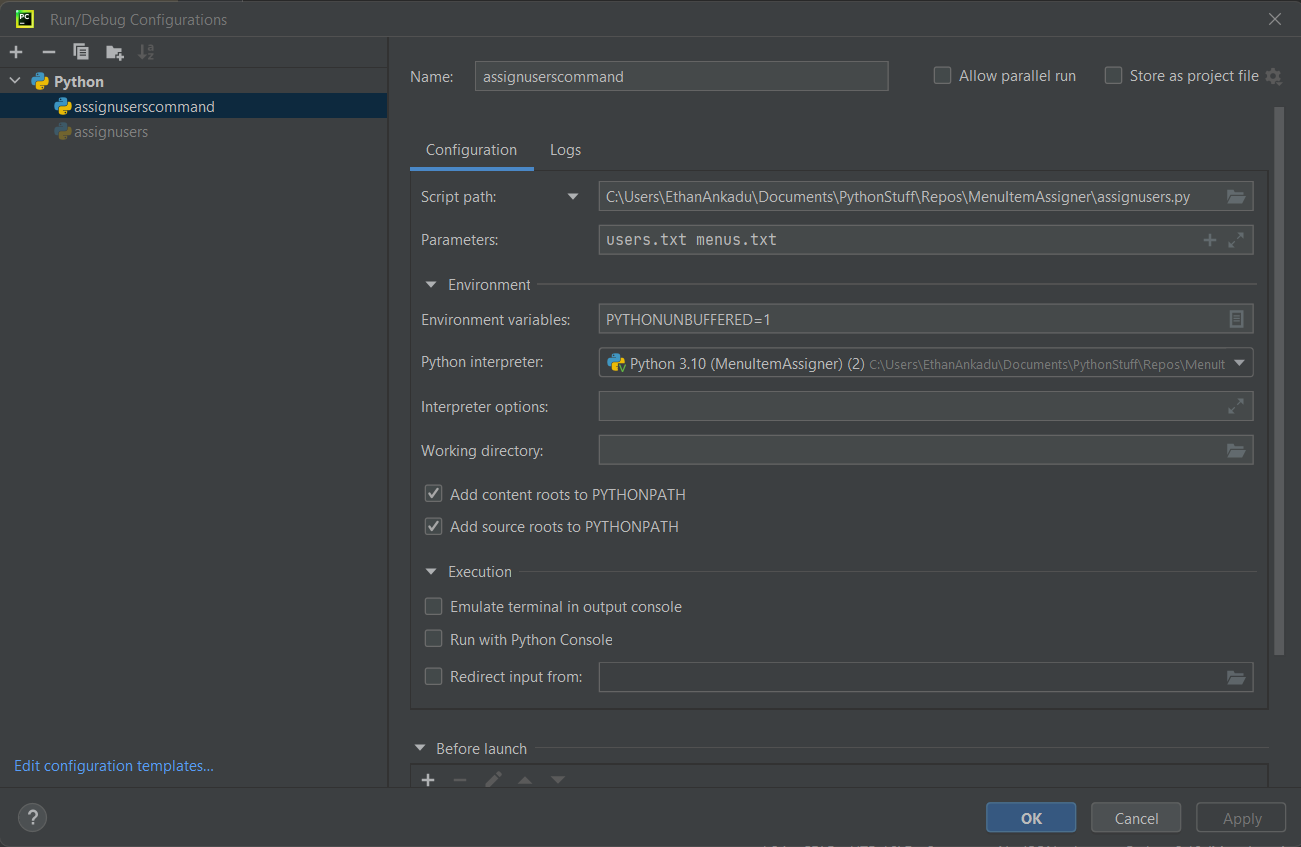 PC
Run/Debug Configurations
Python
assignuserscommand
assignusers
Edit configuration templates...
Name: assignuserscommand Allow parallel run Store as project file
Configuration Logs
Script path: C:\Users\EthanAnkadu\Documents\PythonStuff\Repos\MenuItemAssigner\assignusers.py
Parameters: users.txt menus.txt
Environment
Environment variables: PYTHONUNBUFFERED=1
Python interpreter: Python 3.10 (MenuItemAssigner) (2) C:\Users\EthanAnkadu\Documents\PythonStuff\Repos\MenuIt
Interpreter options:
Working directory:
Add content roots to PYTHONPATH
Add source roots to PYTHONPATH
Execution
Emulate terminal in output console
Run with Python Console
Redirect input from:
Before launch
? OK Cancel Apply